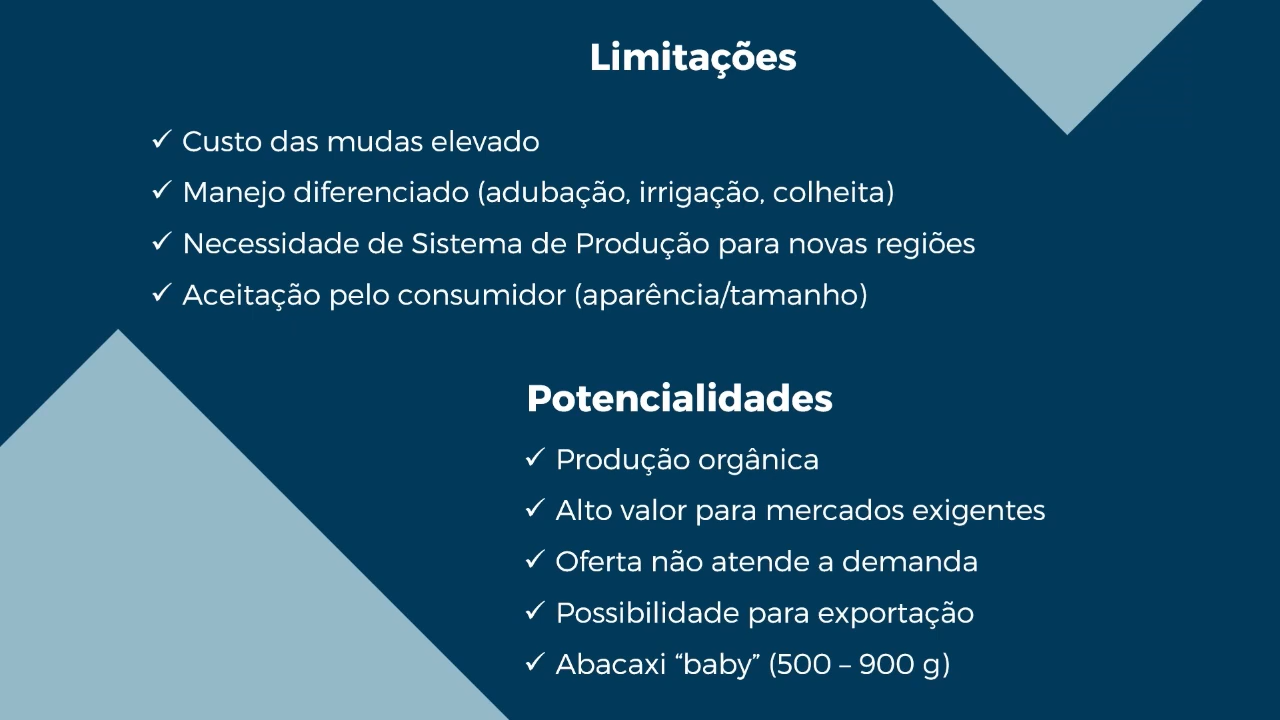 Limitações
✓ Custo das mudas elevado
✓ Manejo diferenciado (adubação, irrigação, colheita)
✓ Necessidade de Sistema de Produção para novas regiões
✓ Aceitação pelo consumidor (aparência/tamanho)
Potencialidades
✓ Produção orgânica
✓ Alto valor para mercados exigentes
✓ Oferta não atende a demanda
✓ Possibilidade para exportação
✓ Abacaxi “baby” (500 – 900 g)